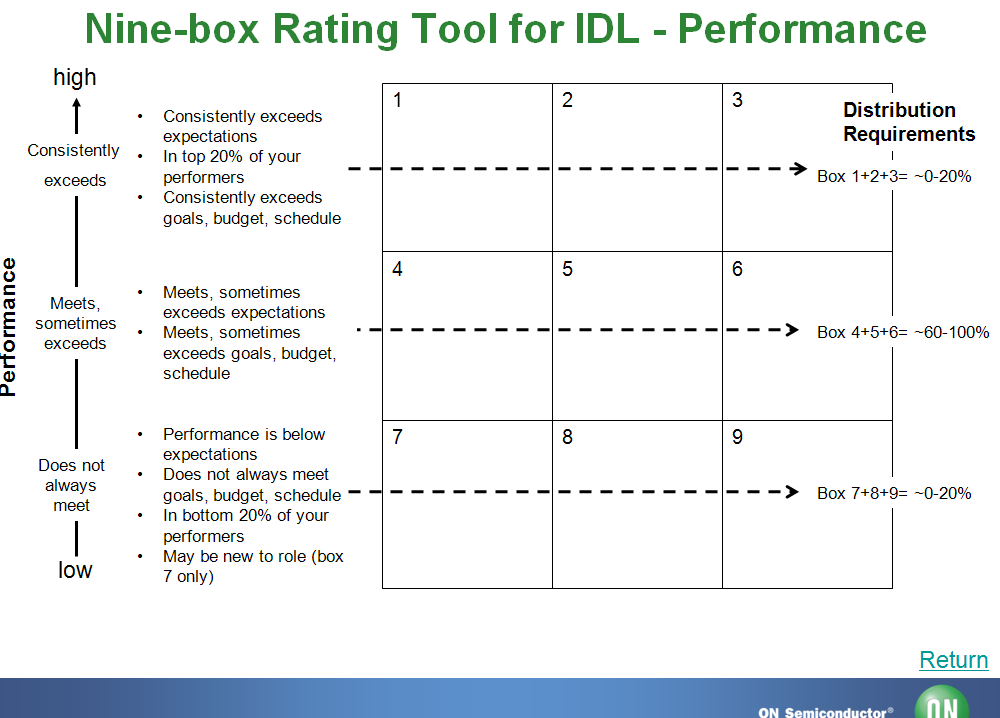 Nine-box Rating Tool for IDL - Performance
high
Consistently
exceeds
Meets,
sometimes
exceeds
Does not
always
meet
low
Performance
• Consistently exceeds
expectations
• In top 20% of your
performers
• Consistently exceeds
goals, budget, schedule
• Meets, sometimes
exceeds expectations
• Meets, sometimes
exceeds goals, budget,
schedule
• Performance is below
expectations
• Does not always meet
goals, budget, schedule
• In bottom 20% of your
performers
• May be new to role (box
7 only)
1
2
3
4
5
6
7
8
9
Distribution
Requirements
Box 1+2+3= ~0-20%
Box 4+5+6= ~60-100%
Box 7+8+9= ~0-20%
Return
ON Semiconductor®
ON